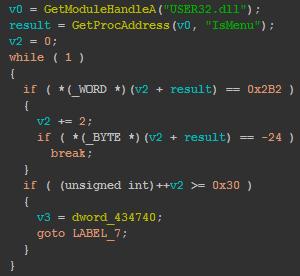 v0 = GetModuleHandleA("USER32.dll");
result = GetProcAddress(v0, "IsMenu");
v2 = 0;
while ( 1 )
{
if ( *(_WORD *)(v2 + result) == 0x2B2 )
{
v2 += 2;
if ( *(_BYTE *)(v2 + result) == -24 )
break;
}
if ( (unsigned int)++v2 >= 0x30 )
{
v3 = dword_434740;
goto LABEL_7;
}
}